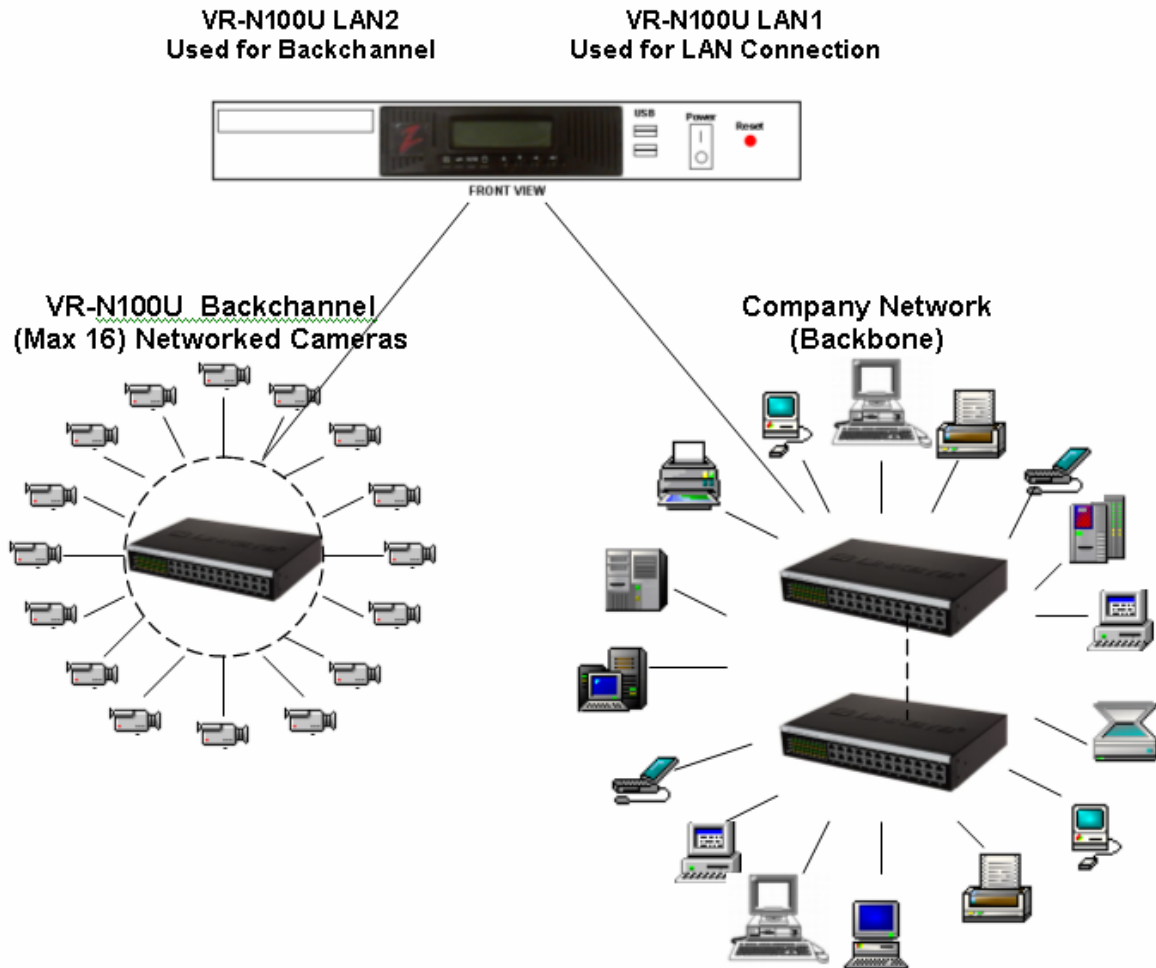 VR-N100U LAN2
Used for Backchannel
VR-N100U LAN1
Used for LAN Connection
Z
USB
Power
Reset
FRONT VIEW
VR-N100U Backchannel
(Max 16) Networked Cameras
Company Network
(Backbone)